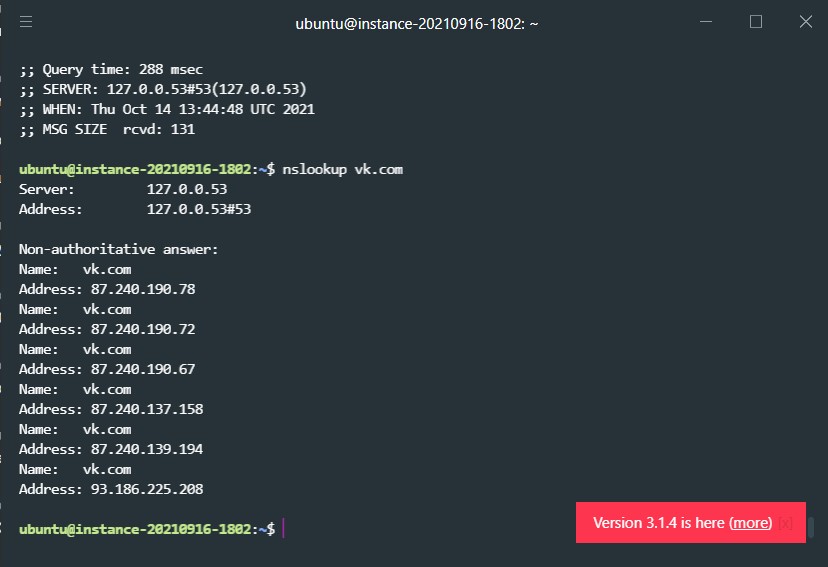 ubuntu@instance-20210916-1802: ~
;; Query time: 288 msec
;; SERVER: 127.0.0.53#53(127.0.0.53)
;; WHEN: Thu Oct 14 13:44:48 UTC 2021
;; MSG SIZE  rcvd: 131
ubuntu@instance-20210916-1802:~$ nslookup vk.com
Server:         127.0.0.53
Address:        127.0.0.53#53
Non-authoritative answer:
Name:   vk.com
Address: 87.240.190.78
Name:   vk.com
Address: 87.240.190.72
Name:   vk.com
Address: 87.240.190.67
Name:   vk.com
Address: 87.240.137.158
Name:   vk.com
Address: 87.240.139.194
Name:   vk.com
Address: 93.186.225.208
ubuntu@instance-20210916-1802:~$
Version 3.1.4 is here (more) [x]